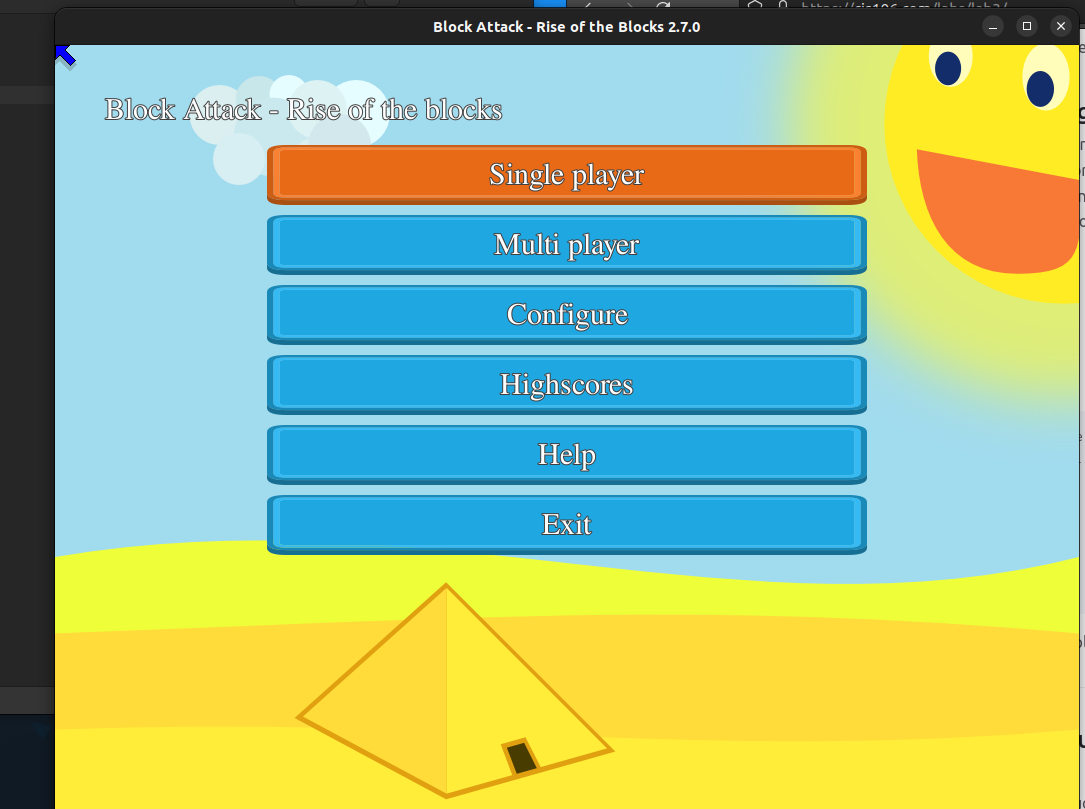 Block Attack - Rise of the Blocks 2.7.0
Block Attack - Rise of the blocks
Single player
Multi player
Configure
Highscores
Help
Exit